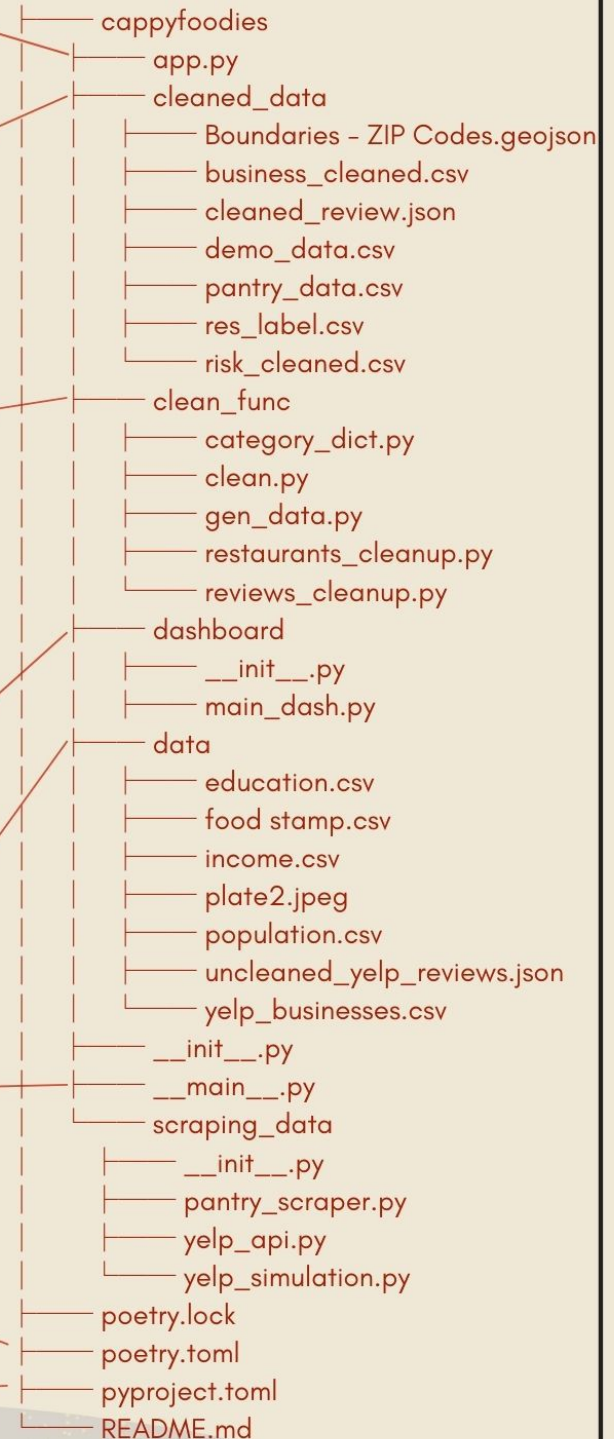 cappyfoodies
app.py
cleaned_data
Boundaries - ZIP Codes.geojson
business_cleaned.csv
cleaned_review.json
demo_data.csv
pantry_data.csv
res_label.csv
risk_cleaned.csv
clean_func
category_dict.py
clean.py
gen_data.py
restaurants_cleanup.py
reviews_cleanup.py
dashboard
__init__.py
main_dash.py
data
education.csv
food stamp.csv
income.csv
plate2.jpeg
population.csv
uncleaned_yelp_reviews.json
yelp_businesses.csv
__init__.py
__main__.py
scraping_data
__init__.py
pantry_scraper.py
yelp_api.py
yelp_simulation.py
poetry.lock
poetry.toml
pyproject.toml
README.md